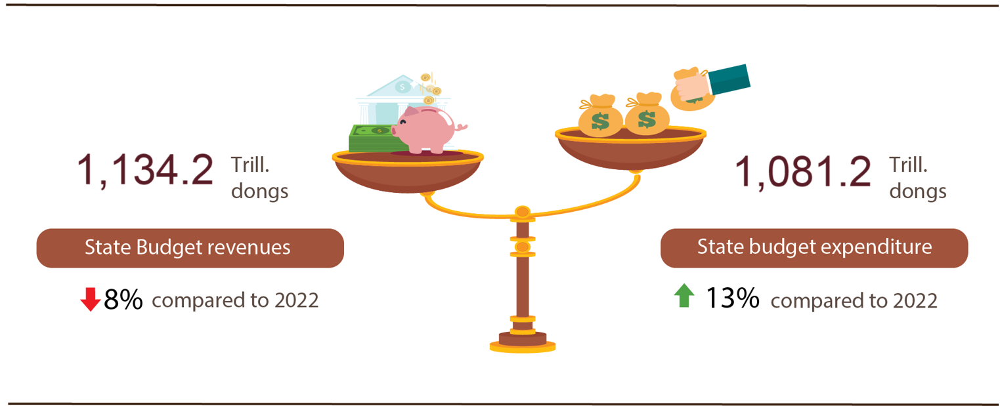 1,134.2 Trill.
dongs
State Budget revenues
8% compared to 2022
$
$
$ $
1,081.2 Trill.
dongs
State budget expenditure
13% compared to 2022